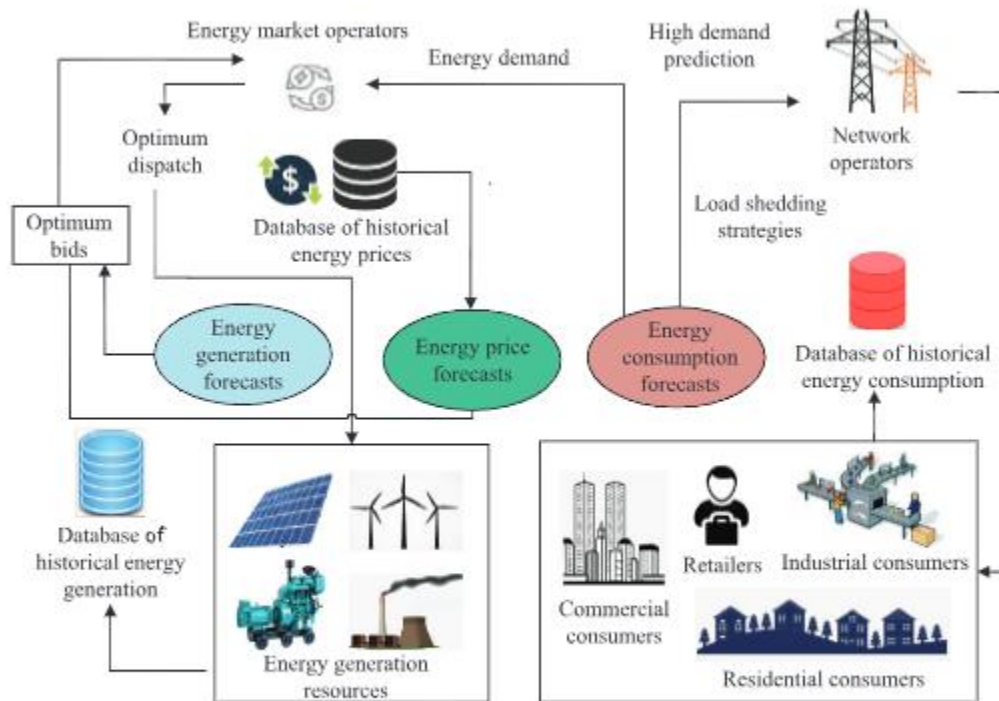 Energy market operators
Energy demand
High demand
prediction
Network
operators
Optimum
dispatch
$
Database of historical
energy prices
Optimum
bids
Load shedding
strategies
Energy
generation
forecasts
Energy price
forecasts
Energy
consumption
forecasts
Database of historical
energy consumption
Database of
historical energy
generation
Energy generation
resources
Commercial
consumers
Retailers
Industrial consumers
Residential consumers